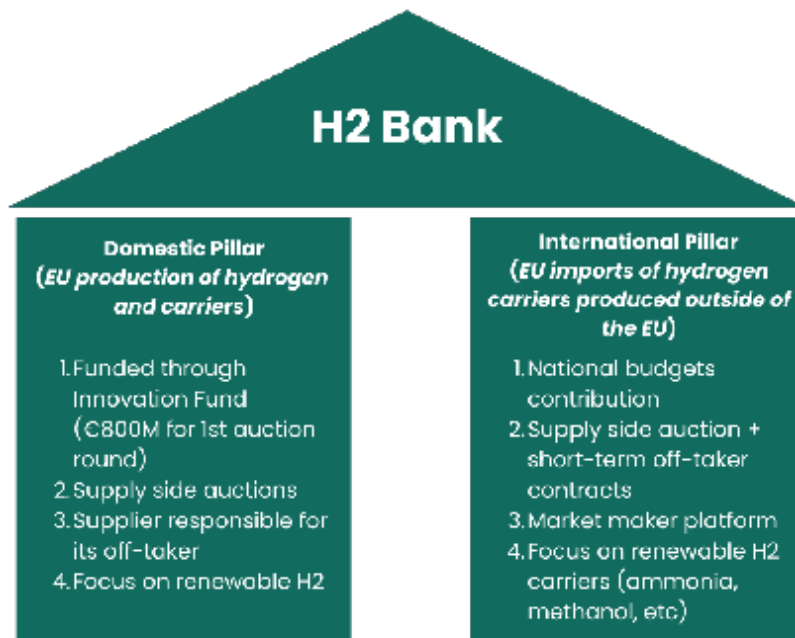 H2 Bank
Domestic Pillar
(EU production of hydrogen
and carriers)
1. Funded through
Innovation Fund
(€800M for 1st auction
round)
2. Supply side auctions
3. Supplier responsible for
its off-taker
4. Focus on renewable H2
International Pillar
(EU imports of hydrogen
carriers produced outside of
the EU)
1. National budgets
contribution
2. Supply side auction +
short-term off-taker
contracts
3. Market maker platform
4. Focus on renewable H2
carriers (ammonia,
methanol, etc)